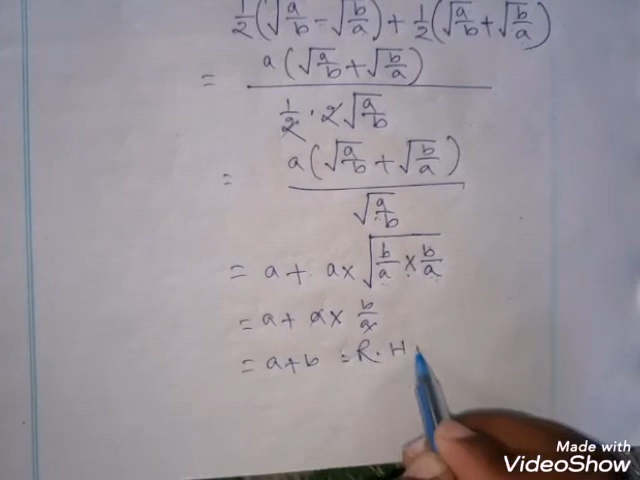 1/2(√a/b − √b/a) + 1/2(√a/b + √b/a)
= a(√a/b + √b/a)
1/2 · 2√a/b
= a(√a/b + √b/a)
√a/b
= a + a × √b/a × b/a
= a + a × b/a
= a+b = R.H
Made with
VideoShow